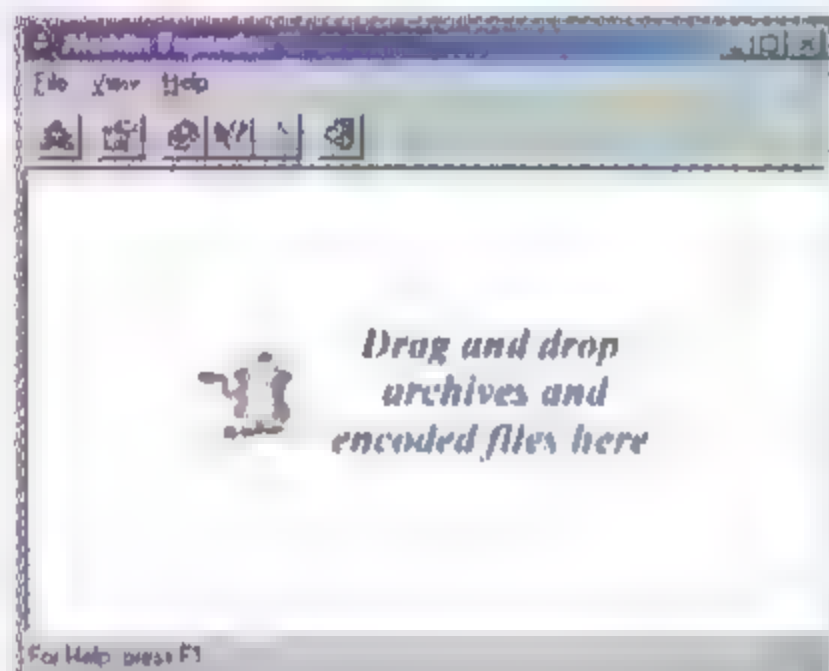 File View Help
Drag and drop
archives and
encoded files here
For Help press F1